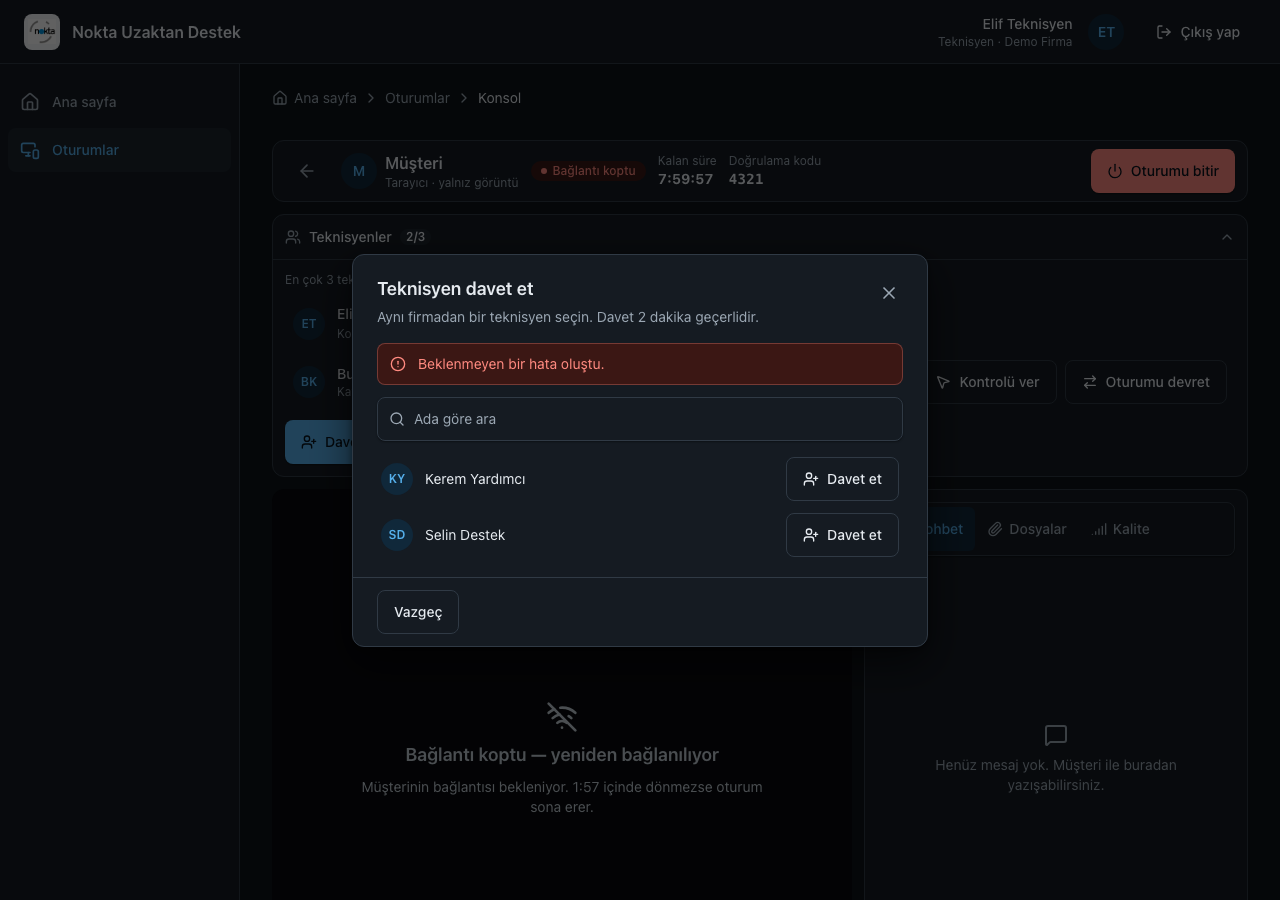 nokta
Nokta Uzaktan Destek
Elif Teknisyen
Teknisyen · Demo Firma
ET
Çıkış yap
Ana sayfa
Oturumlar
Ana sayfa
Oturumlar
Konsol
M
Müşteri
Tarayıcı · yalnız görüntü
Bağlantı koptu
Kalan süre
7:59:57
Doğrulama kodu
4321
Oturumu bitir
Teknisyenler 2/3
En çok 3
ET
BK
Kontrolü ver
Oturumu devret
Teknisyen davet et
Aynı firmadan bir teknisyen seçin. Davet 2 dakika geçerlidir.
Beklenmeyen bir hata oluştu.
Ada göre ara
KY
Kerem Yardımcı
Davet et
SD
Selin Destek
Davet et
Vazgeç
Dosyalar
Kalite
Bağlantı koptu — yeniden bağlanılıyor
Müşterinin bağlantısı bekleniyor. 1:57 içinde dönmezse oturum
sona erer.
Henüz mesaj yok. Müşteri ile buradan
yazışabilirsiniz.